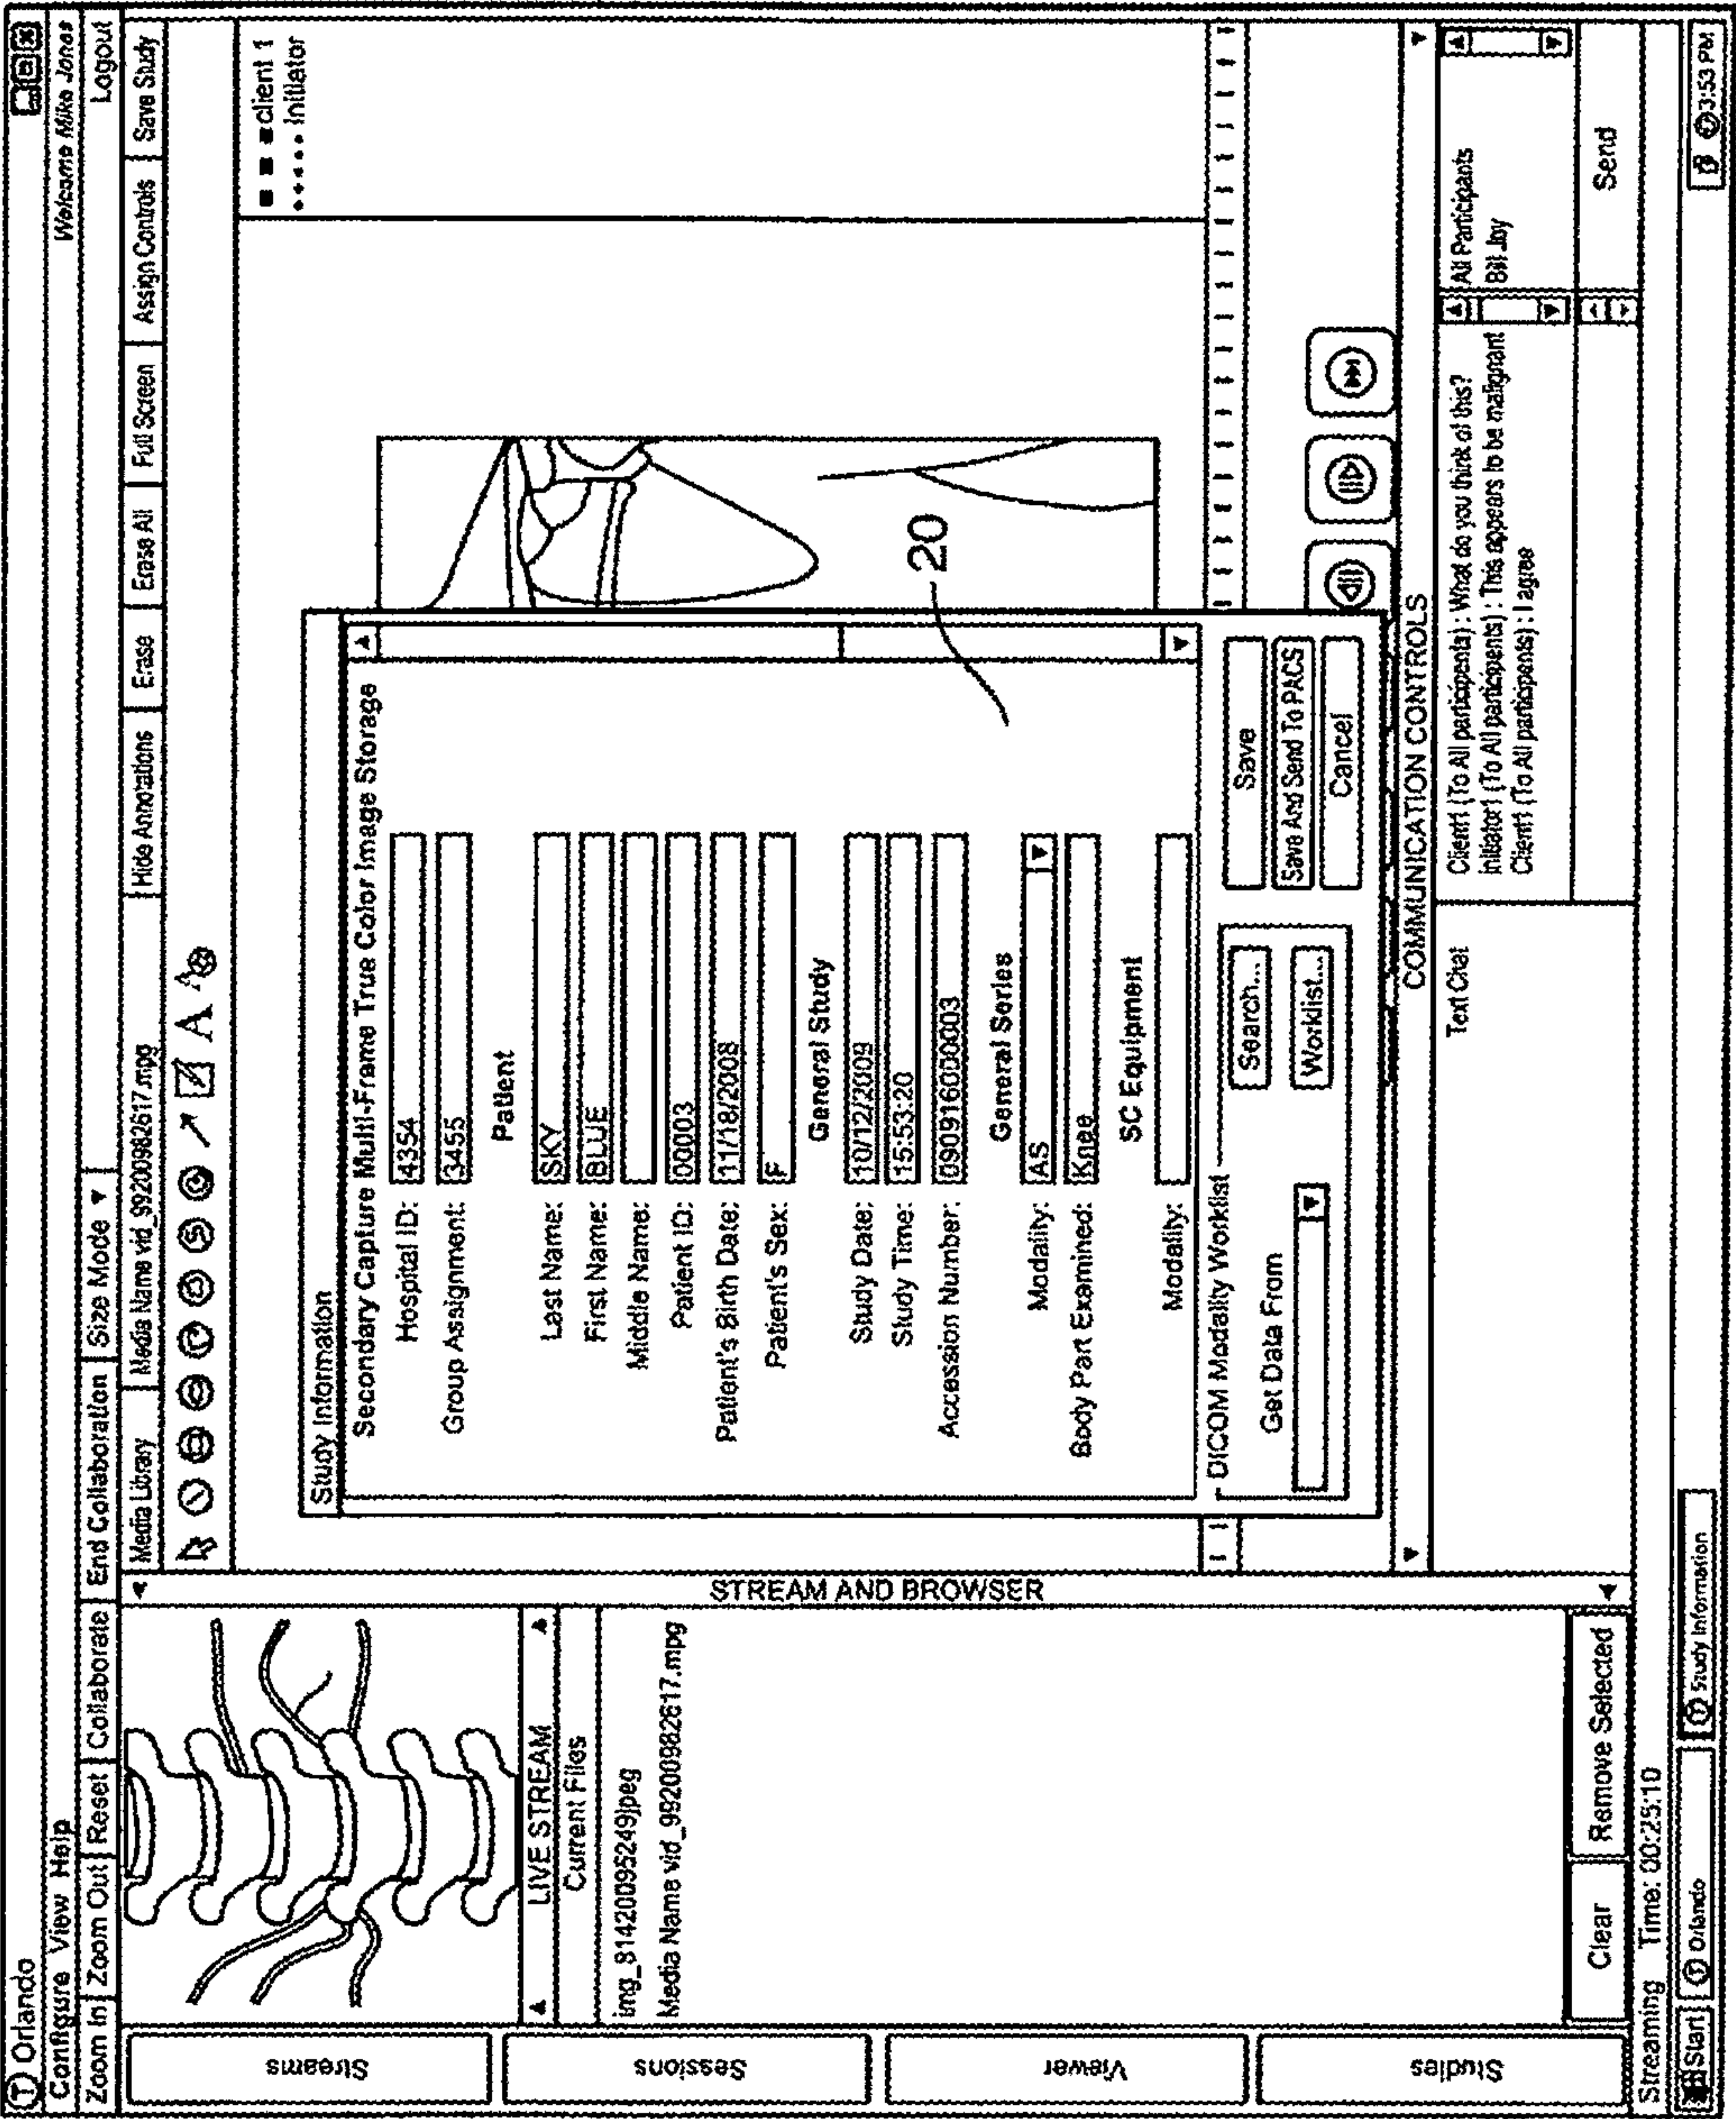 Orlando
Welcome Mike Jones
Configure View Help
Logout
Zoom In Zoom Out Reset Collaborate End Collaboration Size Mode
Media Library Media Name vid_9920098​2617.mpg Hide Annotations Erase Erase All Full Screen Assign Controls Save Study
A A
client 1
initiator
Streams
Sessions
Viewer
Studies
LIVE STREAM
Current Files
img_81420095249jpeg
Media Name vid_99200982617.mpg
Clear Remove Selected
STREAM AND BROWSER
Study Information
Secondary Capture Multi-Frame True Color Image Storage
Hospital ID: 4354
Group Assignment: 3455
Patient
Last Name: SKY
First Name: BLUE
Middle Name:
Patient ID: 00003
Patient's Birth Date: 11/18/2008
Patient's Sex: F
General Study
Study Date: 10/12/2009
Study Time: 15:53:20
Accession Number: 0909160000003
General Series
Modality: AS
Body Part Examined: Knee
SC Equipment
Modality:
20
DICOM Modality Worklist
Get Data From
Search...
Worklist...
Save
Save And Send To PACS
Cancel
COMMUNICATION CONTROLS
Text Chat
Client1 (To All participents) : What do you think of this?
Initiator1 (To All participents) : This appears to be malignant
Client1 (To All participents) : I agree
All Participants
Bill Joy
Send
Streaming Time: 00:25:10
Start Orlando Study Information 3:53 PM